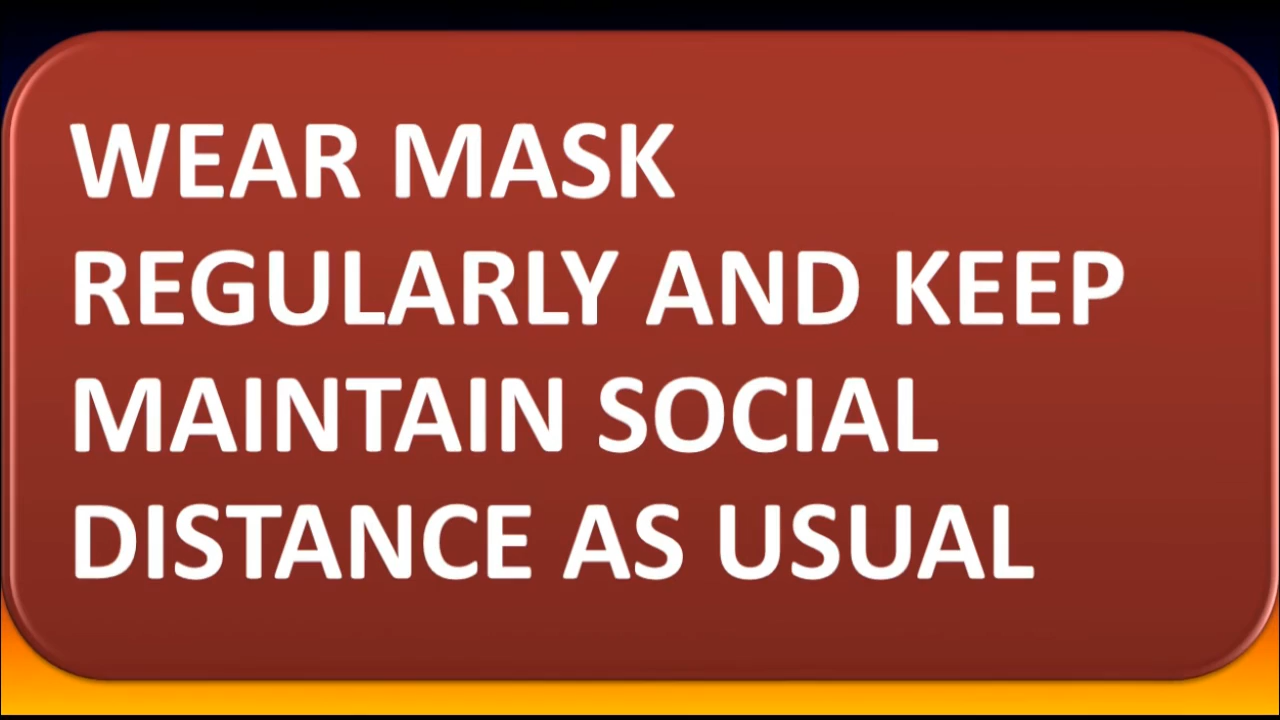 WEAR MASK
REGULARLY AND KEEP
MAINTAIN SOCIAL
DISTANCE AS USUAL